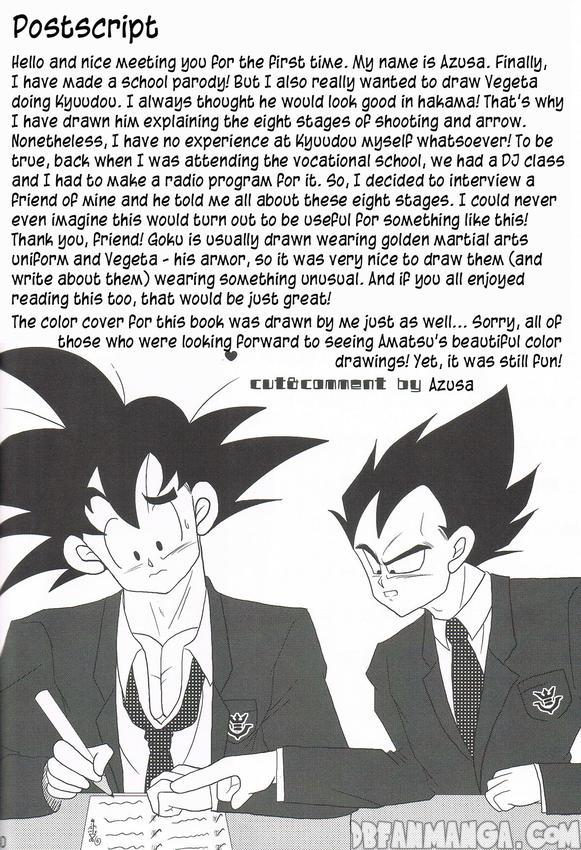 Postscript
Hello and nice meeting you for the first time. My name is Azusa. Finally,
I have made a school parody! But I also really wanted to draw Vegeta
doing Kyuudou. I always thought he would look good in hakama! That's why
I have drawn him explaining the eight stages of shooting and arrow.
Nonetheless, I have no experience at Kyuudou myself whatsoever! To be
true, back when I was attending the vocational school, we had a DJ class
and I had to make a radio program for it. So, I decided to interview a
friend of mine and he told me all about these eight stages. I could never
even imagine this would turn out to be useful for something like this!
Thank you, friend! Goku is usually drawn wearing golden martial arts
uniform and Vegeta - his armor, so it was very nice to draw them (and
write about them) wearing something unusual. And if you all enjoyed
reading this too, that would be just great!
The color cover for this book was drawn by me just as well... Sorry, all of
those who were looking forward to seeing Amatsu's beautiful color
drawings! Yet, it was still fun!
cut&comment by Azusa
DBFANMANGA.COM